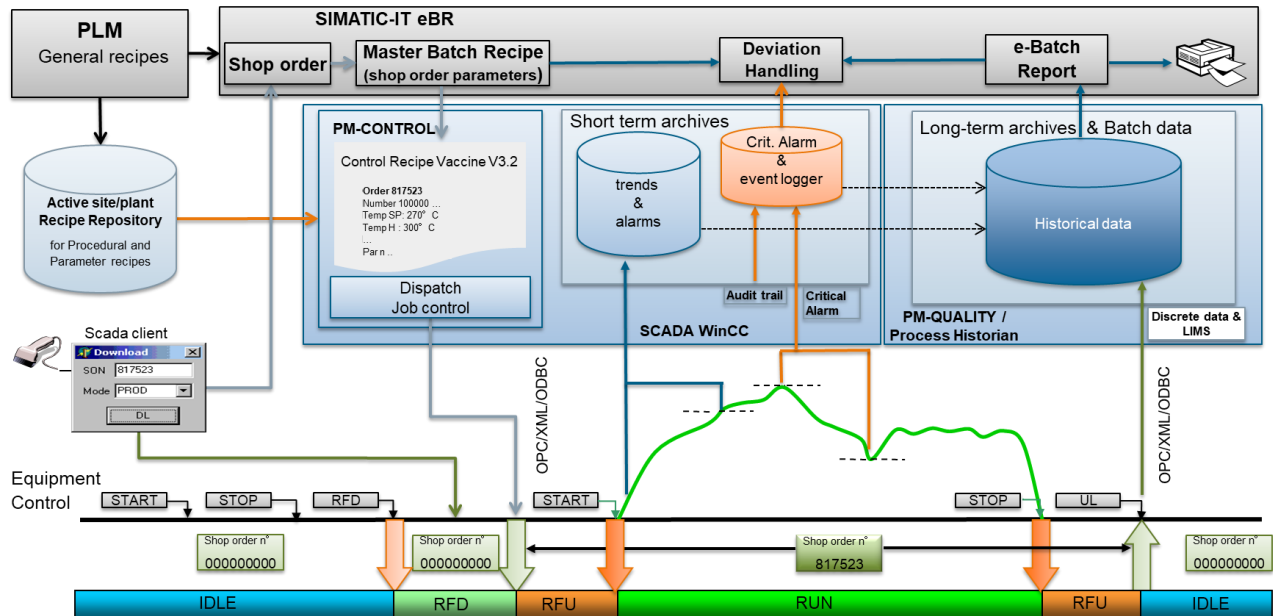 PLM
General recipes
SIMATIC-IT eBR
Shop order
Master Batch Recipe
(shop order parameters)
Deviation
Handling
e-Batch
Report
Active site/plant
Recipe Repository
for Procedural and
Parameter recipes
PM-CONTROL
Control Recipe Vaccine V3.2
Order 817523
Number 100000 ...
Temp SP: 270° C
Temp H : 300° C
...
Par n ..
Dispatch
Job control
Short term archives
trends
&
alarms
Crit. Alarm
&
event logger
Audit trail
Critical
Alarm
SCADA WinCC
Long-term archives & Batch data
Historical data
PM-QUALITY /
Process Historian
Discrete data &
LIMS
Scada client
Download
SON 817523
Mode PROD
DL
OPC/XML/ODBC
OPC/XML/ODBC
Equipment
Control
START
STOP
RFD
START
STOP
UL
Shop order n°
000000000
Shop order n°
000000000
Shop order n°
817523
Shop order n°
000000000
IDLE
RFD
RFU
RUN
RFU
IDLE